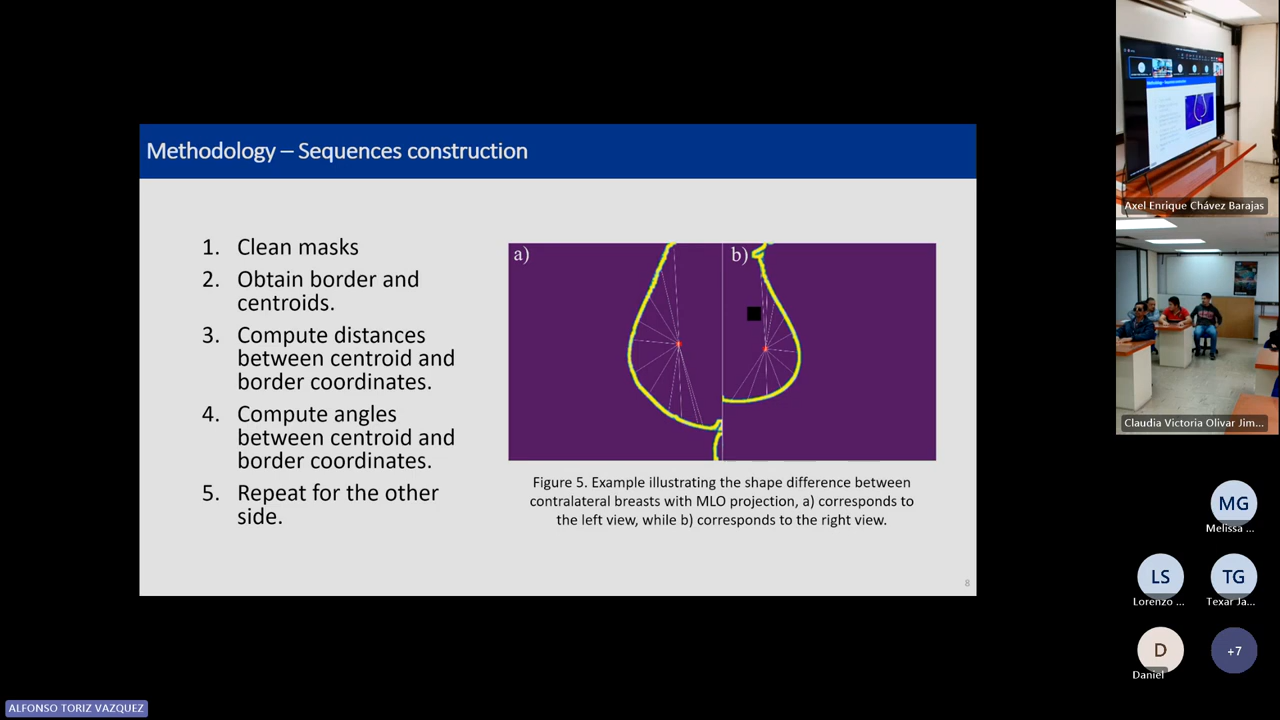 Methodology – Sequences construction
1. Clean masks
2. Obtain border and
centroids.
3. Compute distances
between centroid and
border coordinates.
4. Compute angles
between centroid and
border coordinates.
5. Repeat for the other
side.
a)
b)
Figure 5. Example illustrating the shape difference between
contralateral breasts with MLO projection, a) corresponds to
the left view, while b) corresponds to the right view.
8
Axel Enrique Chávez Barajas
Claudia Victoria Olivar Jim...
MG
Melissa ...
LS
Lorenzo ...
TG
Texar Ja...
D
Daniel
+7
ALFONSO TORIZ VAZQUEZ